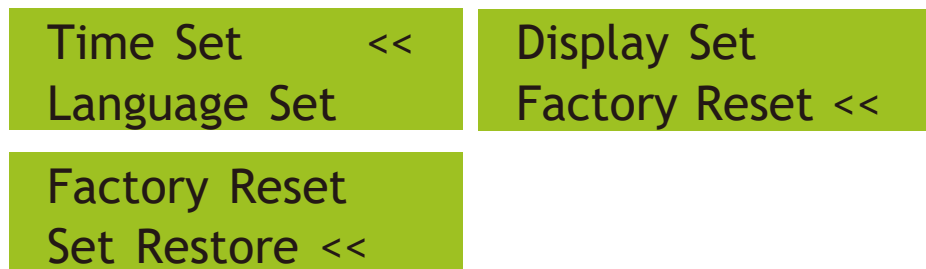 Time Set <<
Language Set
Display Set
Factory Reset <<
Factory Reset
Set Restore <<